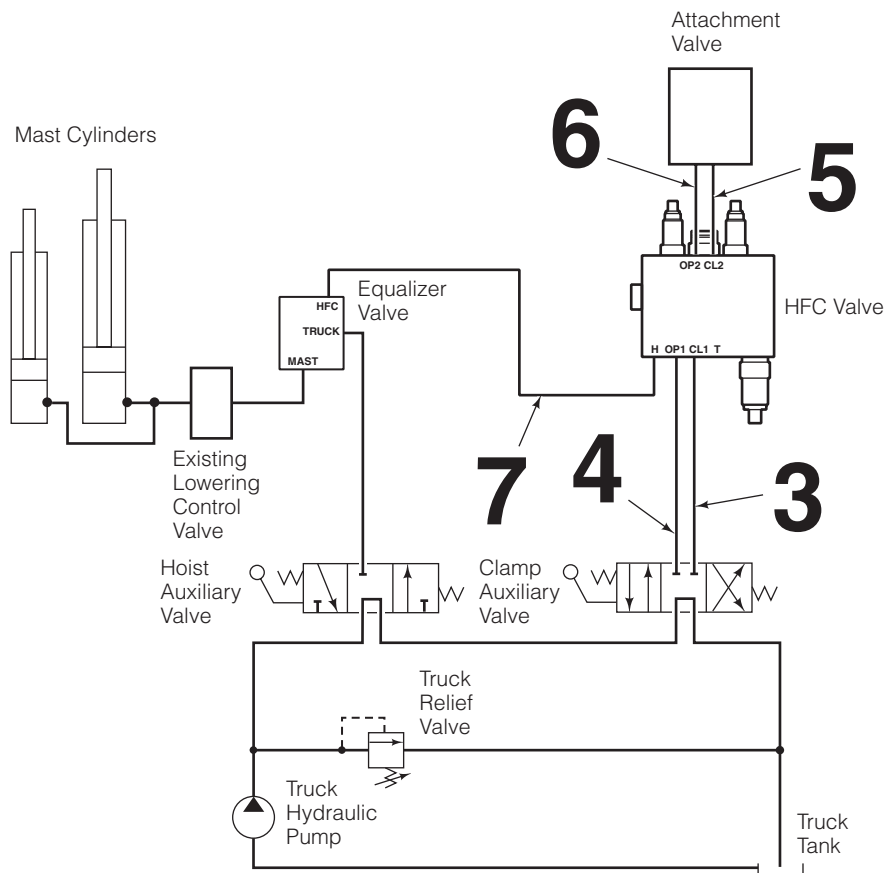 Attachment
Valve
Mast Cylinders
6
5
OP2 CL2
HFC
Equalizer
Valve
TRUCK
MAST
HFC Valve
H OP1 CL1 T
Existing
Lowering
Control
Valve
7
4
3
Hoist
Auxiliary
Valve
Clamp
Auxiliary
Valve
Truck
Relief
Valve
Truck
Hydraulic
Pump
Truck
Tank